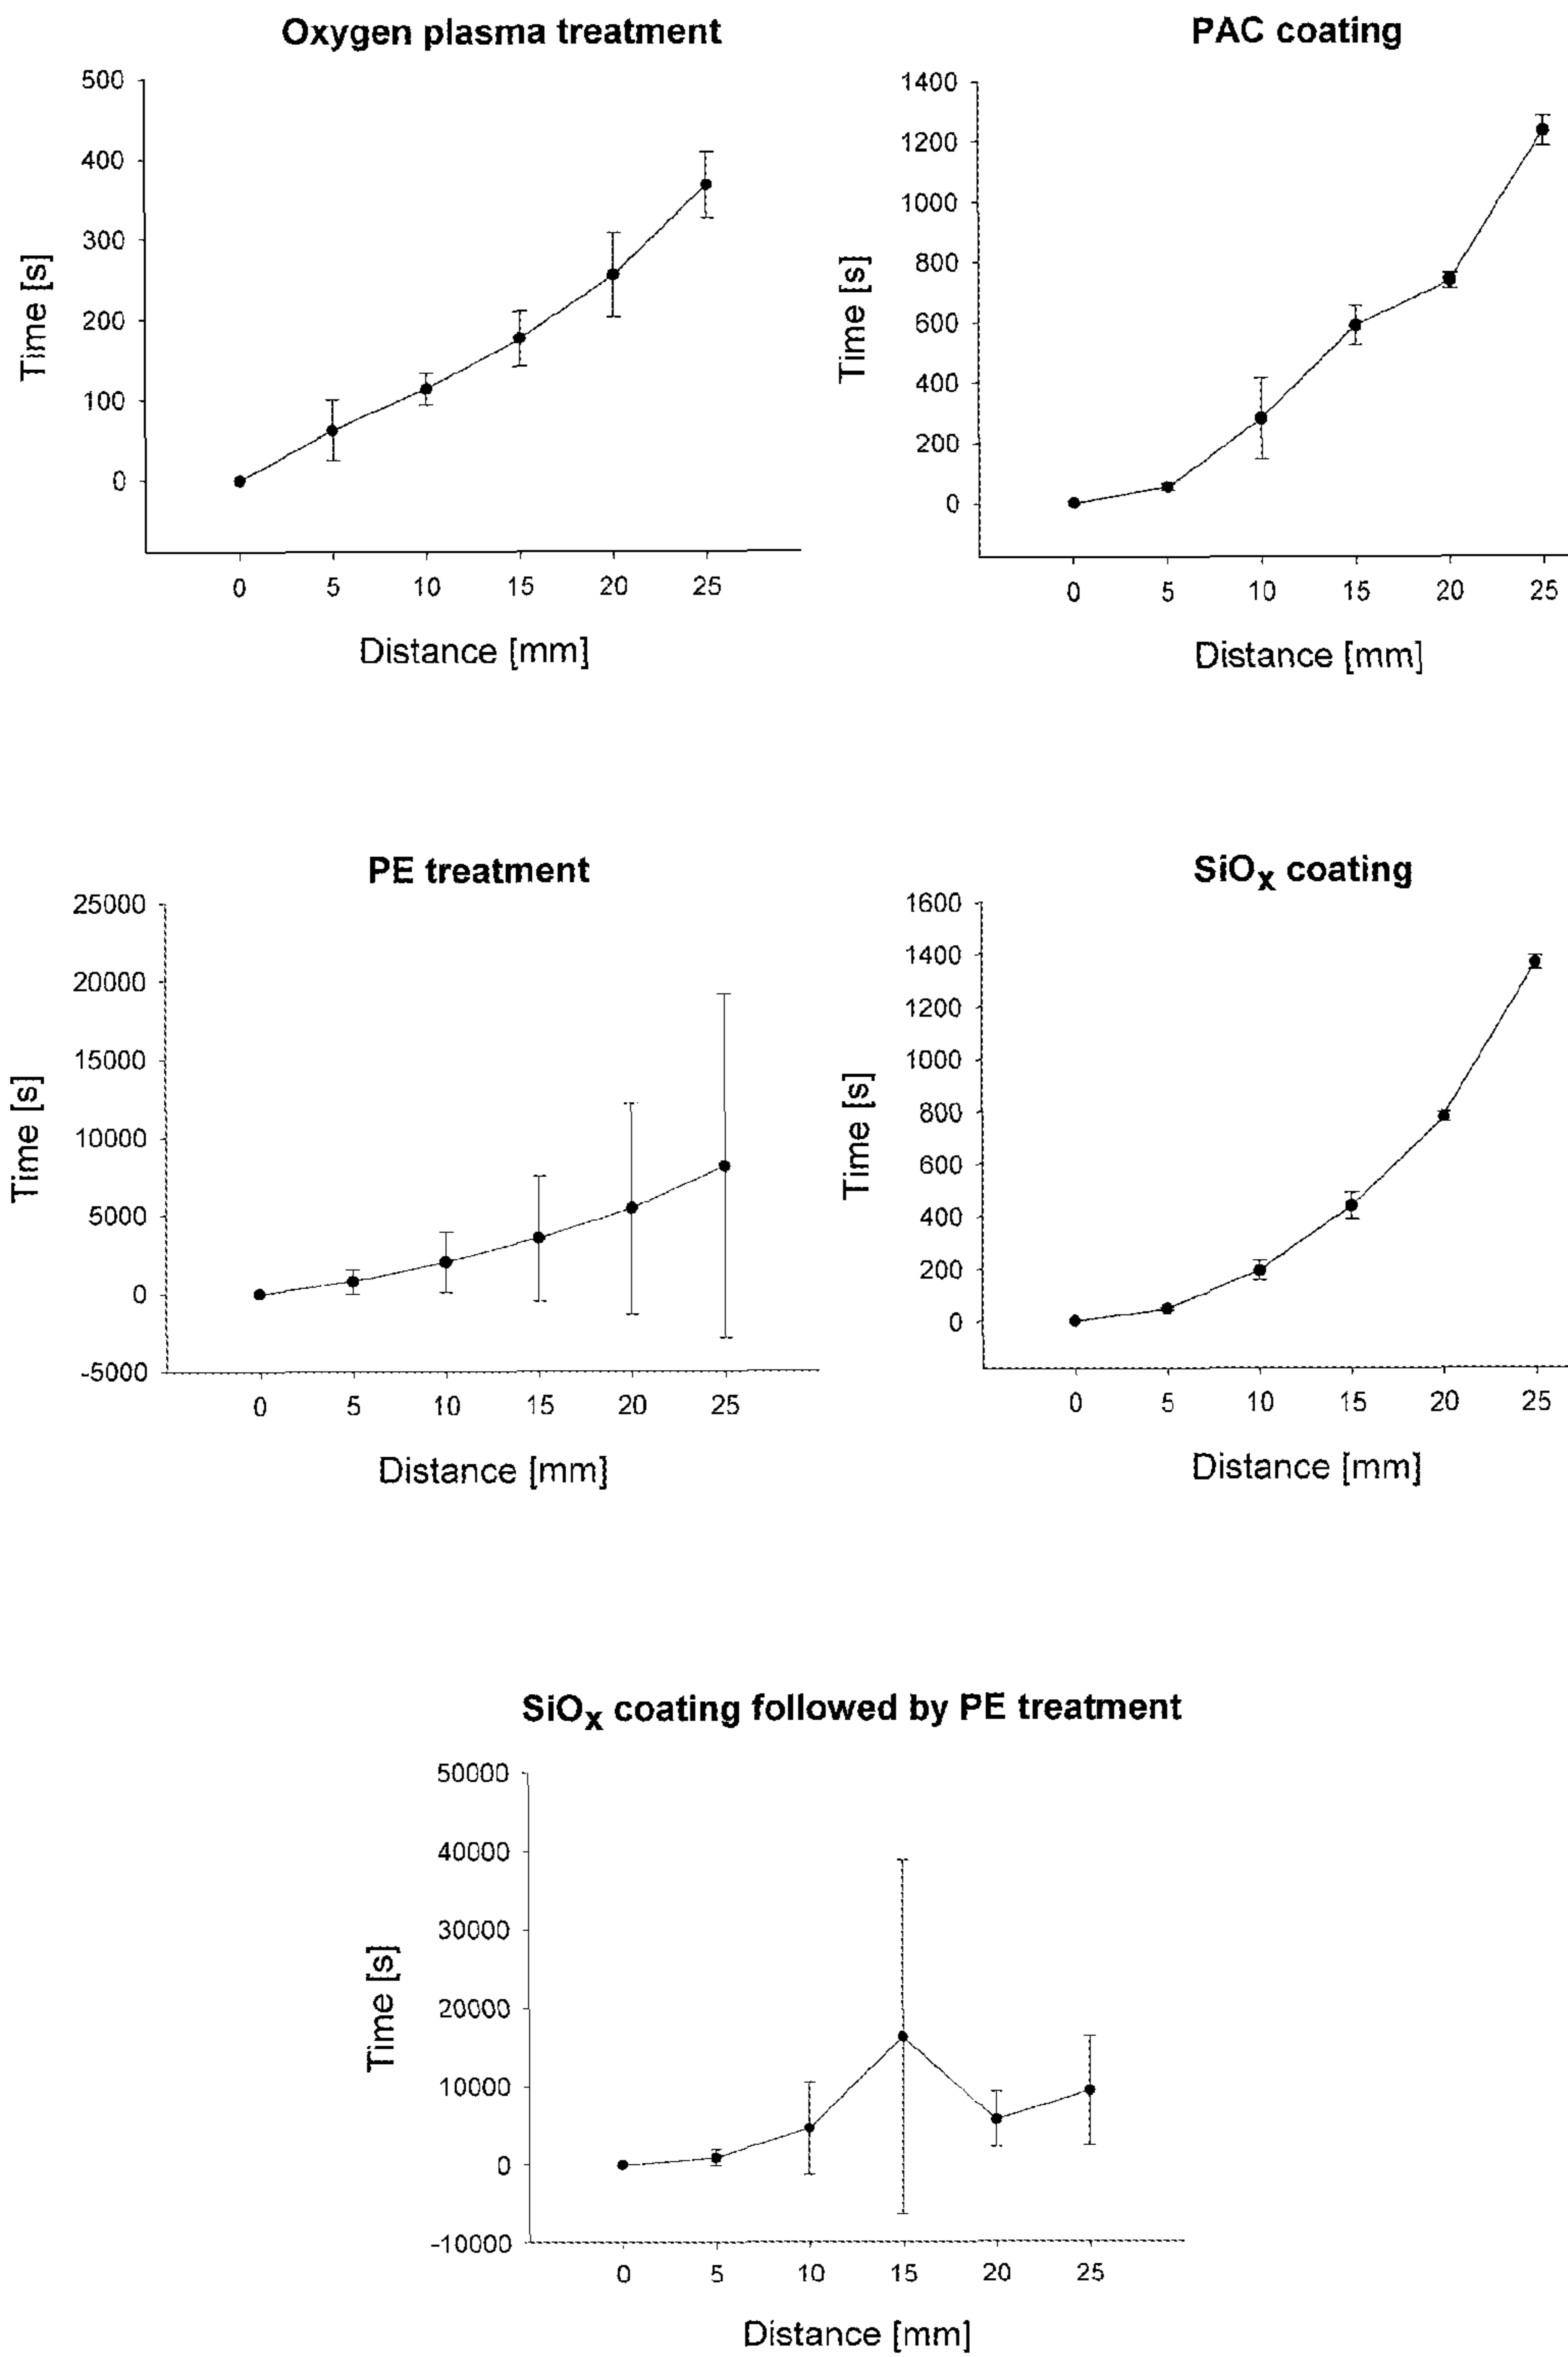 Oxygen plasma treatment
500
400
300
200
100
0
Time [s]
0 5 10 15 20 25
Distance [mm]
PAC coating
1400
1200
1000
800
600
400
200
0
Time [s]
0 5 10 15 20 25
Distance [mm]
PE treatment
25000
20000
15000
10000
5000
0
-5000
Time [s]
0 5 10 15 20 25
Distance [mm]
SiOx coating
1600
1400
1200
1000
800
600
400
200
0
Time [s]
0 5 10 15 20 25
Distance [mm]
SiOx coating followed by PE treatment
50000
40000
30000
20000
10000
0
-10000
Time [s]
0 5 10 15 20 25
Distance [mm]